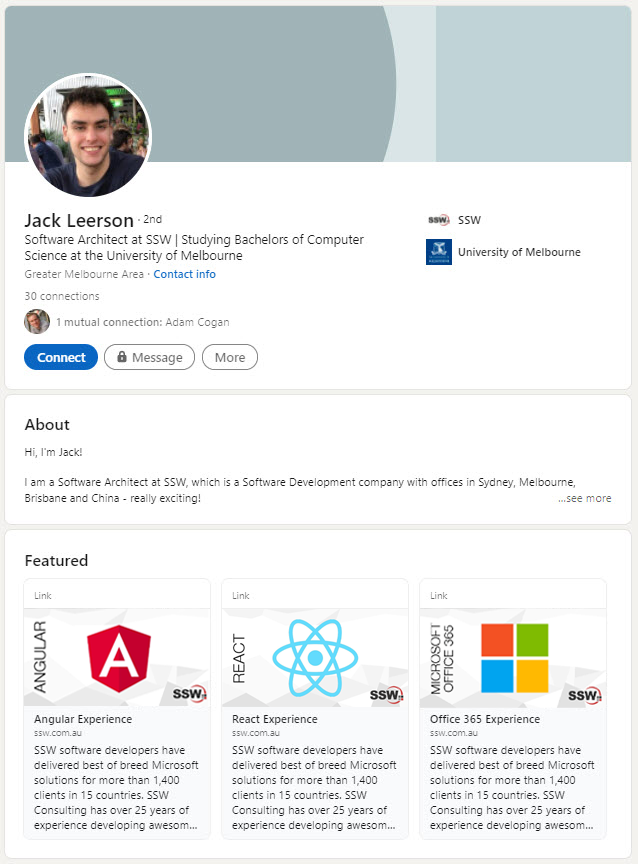 Jack Leerson · 2nd
Software Architect at SSW | Studying Bachelors of Computer
Science at the University of Melbourne
Greater Melbourne Area · Contact info
30 connections
1 mutual connection: Adam Cogan
Connect
Message
More
SSW
SSW
University of Melbourne
About
Hi, I'm Jack!
I am a Software Architect at SSW, which is a Software Development company with offices in Sydney, Melbourne,
Brisbane and China - really exciting!
...see more
Featured
Link
ANGULAR
SSW
Angular Experience
ssw.com.au
SSW software developers have
delivered best of breed Microsoft
solutions for more than 1,400
clients in 15 countries. SSW
Consulting has over 25 years of
experience developing awesom...
Link
REACT
SSW
React Experience
ssw.com.au
SSW software developers have
delivered best of breed Microsoft
solutions for more than 1,400
clients in 15 countries. SSW
Consulting has over 25 years of
experience developing awesom...
Link
MICROSOFT
OFFICE 365
SSW
Office 365 Experience
ssw.com.au
SSW software developers have
delivered best of breed Microsoft
solutions for more than 1,400
clients in 15 countries. SSW
Consulting has over 25 years of
experience developing awesom...